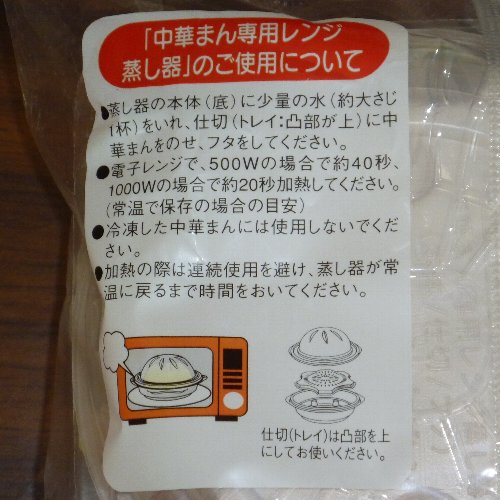 「中華まん専用レンジ
蒸し器」のご使用について
●蒸し器の本体(底)に少量の水(約大さじ
1杯)をいれ、仕切(トレイ:凸部が上)に中
華まんをのせ、フタをしてください。
●電子レンジで、500Wの場合で約40秒、
1000Wの場合で約20秒加熱してください。
(常温で保存の場合の目安)
●冷凍した中華まんには使用しないでくだ
さい。
●加熱の際は連続使用を避け、蒸し器が常
温に戻るまで時間をおいてください。
仕切(トレイ)は凸部を上
にしてお使いください。